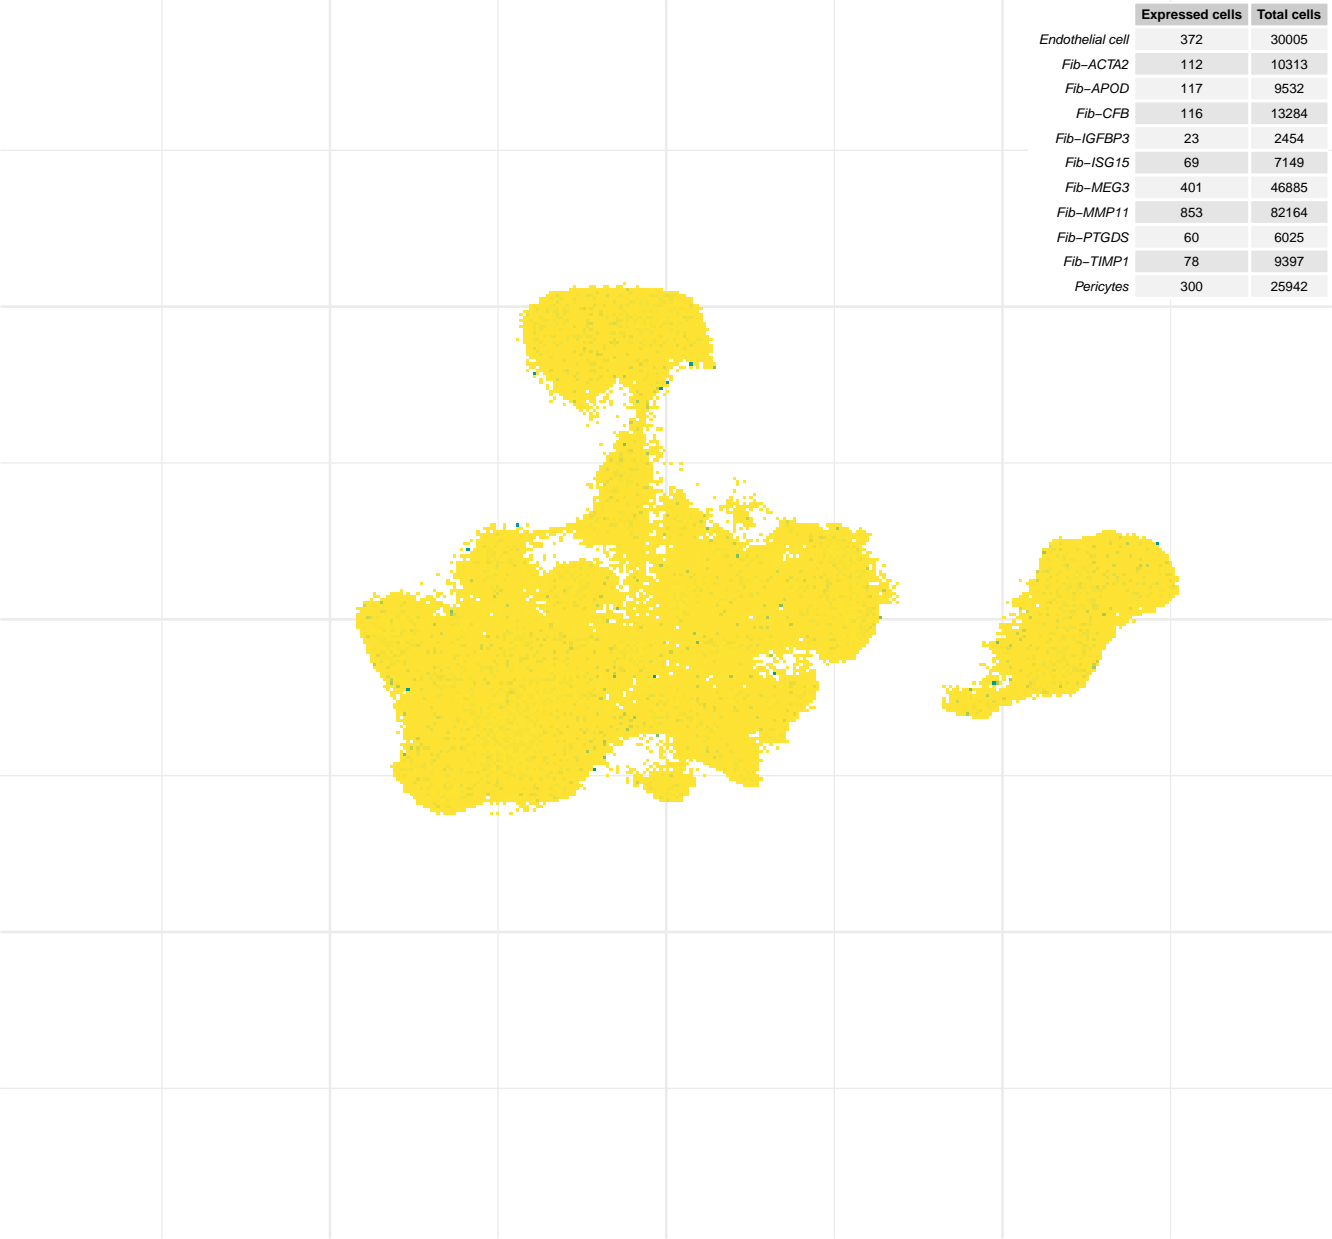 Expressed cells Total cells
Endothelial cell 372 30005
Fib−ACTA2 112 10313
Fib−APOD 117 9532
Fib−CFB 116 13284
Fib−IGFBP3 23 2454
Fib−ISG15 69 7149
Fib−MEG3 401 46885
Fib−MMP11 853 82164
Fib−PTGDS 60 6025
Fib−TIMP1 78 9397
Pericytes 300 25942